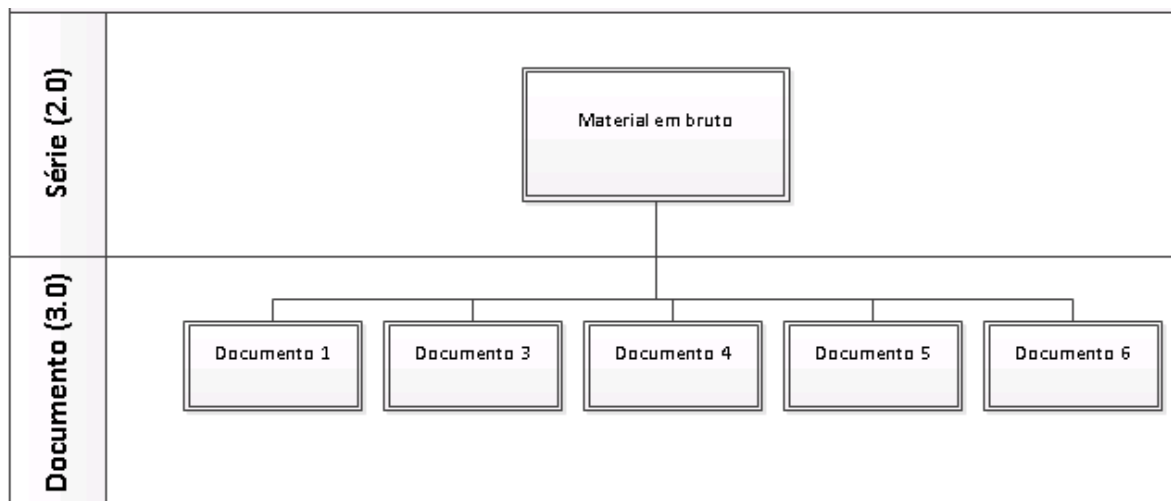 Série (2.0)
Material em bruto
Documento (3.0)
Documento 1
Documento 3
Documento 4
Documento 5
Documento 6